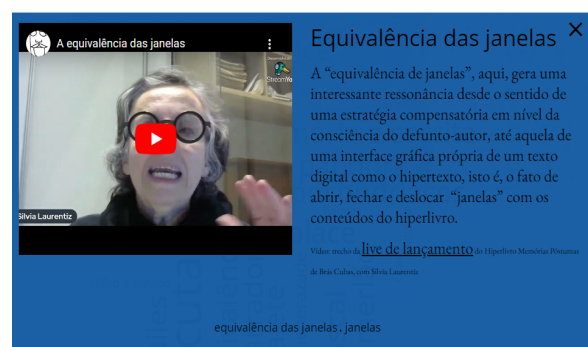 A equivalência das janelas
StreamYa
Silvia Laurentiz
Equivalência das janelas
A “equivalência de janelas”, aqui, gera uma
interessante ressonância desde o sentido de
uma estratégia compensatória em nível da
consciência do defunto-autor, até aquela de
uma interface gráfica própria de um texto
digital como o hipertexto, isto é, o fato de
abrir, fechar e deslocar “janelas” com os
conteúdos do hiperlivro.
Vídeo: trecho da live de lançamento do Hiperlivro Memórias Póstumas
de Brás Cubas, com Silvia Laurentiz
equivalência das janelas . janelas